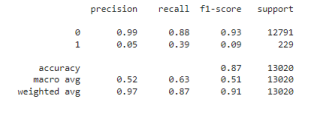 precision recall f1-score support
0 0.99 0.88 0.93 12791
1 0.05 0.39 0.09 229
accuracy 0.87 13020
macro avg 0.52 0.63 0.51 13020
weighted avg 0.97 0.87 0.91 13020